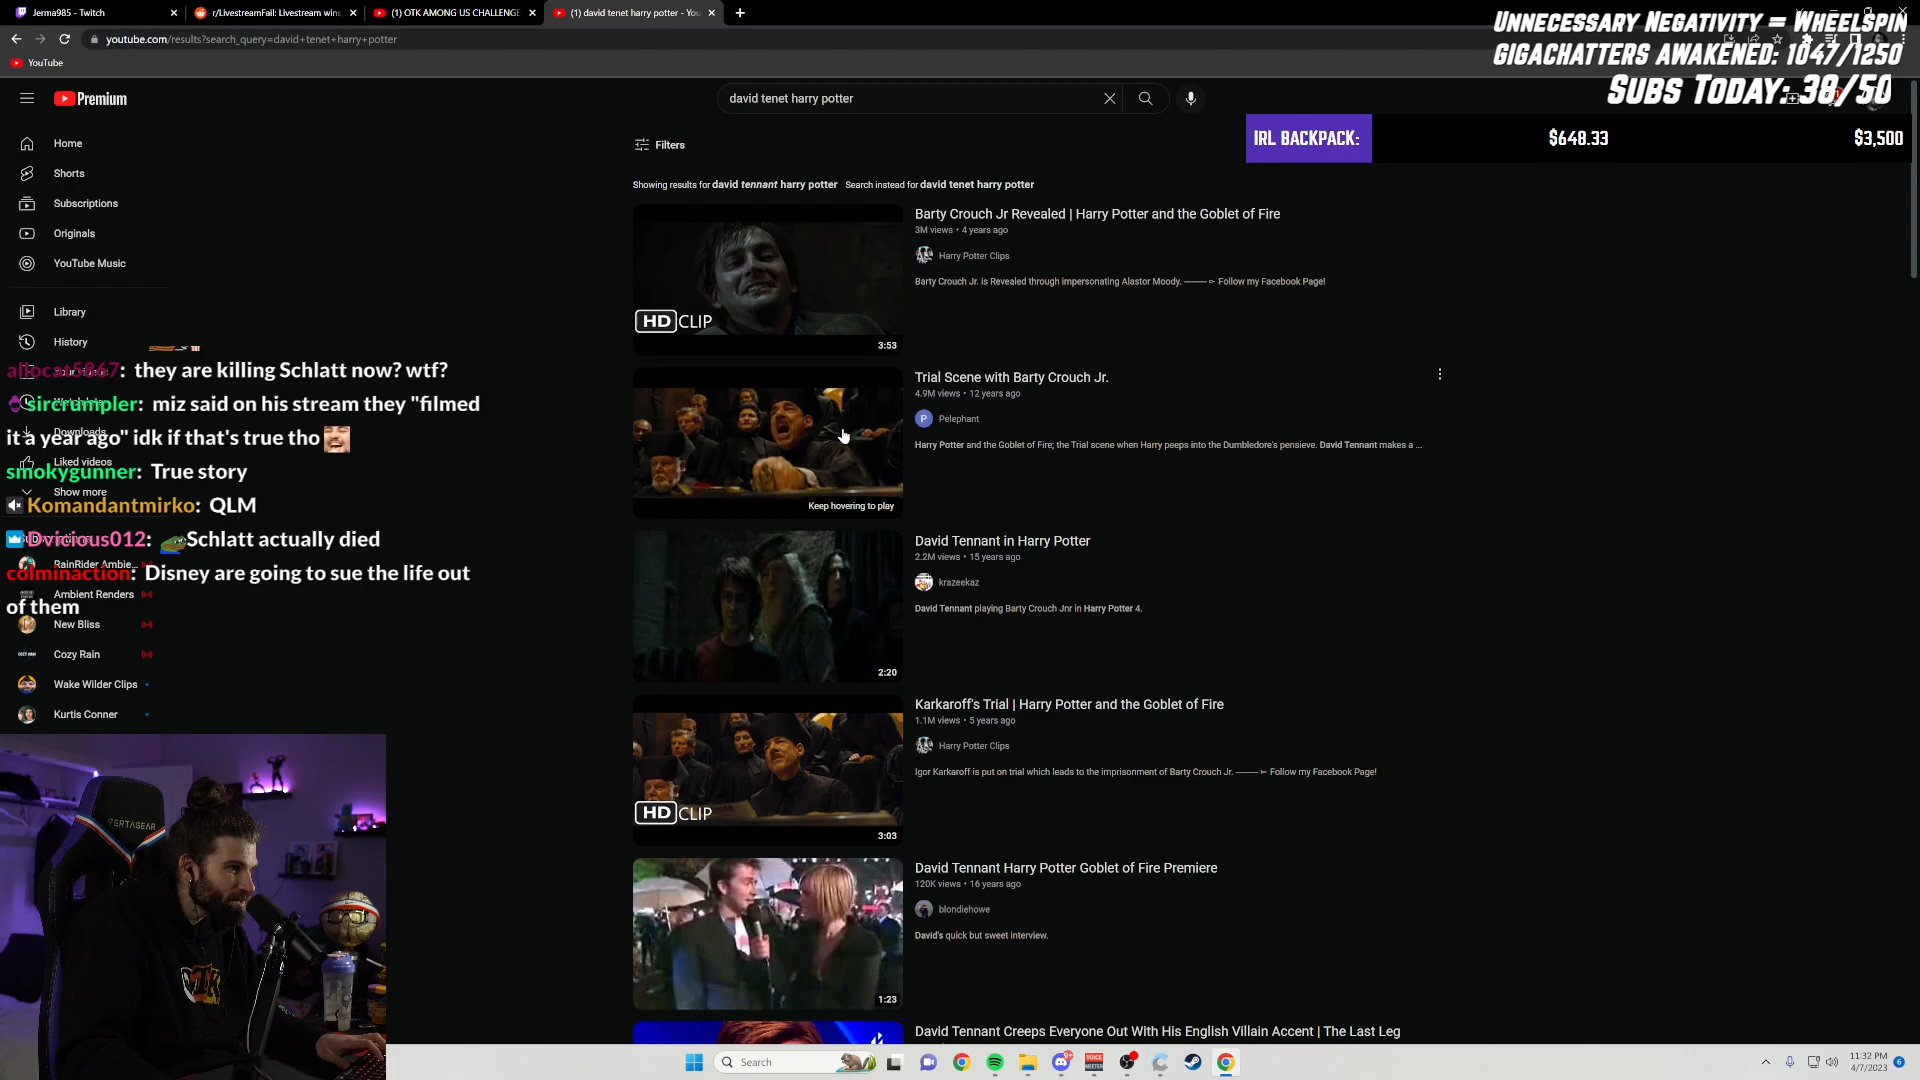 Jerma985 - Twitch
r/LivestreamFail: Livestream wins,
(1) OTK AMONG US CHALLENGE
(1) david tenet harry potter - You
youtube.com/results?search_query=david+tenet+harry+potter
YouTube
Unnecessary Negativity = Wheelspin
GIGACHATTERS AWAKENED: 1047/1250
Subs Today: 38/50
IRL BACKPACK:
$648.33
$3,500
Premium
david tenet harry potter
Home
Shorts
Subscriptions
Originals
YouTube Music
Library
History
Downloads
Liked videos
Show more
allocat5867: they are killing Schlatt now? wtf?
sircrumpler: miz said on his stream they "filmed
it a year ago" idk if that's true tho
smokygunner: True story
Komandantmirko: QLM
Dvicious012: Schlatt actually died
colminaction: Disney are going to sue the life out
of them
RainRider Ambie...
Ambient Renders
New Bliss
Cozy Rain
Wake Wilder Clips
Kurtis Conner
Filters
Showing results for david tennant harry potter
Search instead for david tenet harry potter
HD CLIP
3:53
Barty Crouch Jr Revealed | Harry Potter and the Goblet of Fire
3M views • 4 years ago
Harry Potter Clips
Barty Crouch Jr. is Revealed through impersonating Alastor Moody. ——— ► Follow my Facebook Page!
Keep hovering to play
Trial Scene with Barty Crouch Jr.
4.9M views • 12 years ago
P
Pelephant
Harry Potter and the Goblet of Fire; the Trial scene when Harry peeps into the Dumbledore's pensieve. David Tennant makes a ...
2:20
David Tennant in Harry Potter
2.2M views • 15 years ago
krazeekaz
David Tennant playing Barty Crouch Jnr in Harry Potter 4.
HD CLIP
3:03
Karkaroff's Trial | Harry Potter and the Goblet of Fire
1.1M views • 5 years ago
Harry Potter Clips
Igor Karkaroff is put on trial which leads to the imprisonment of Barty Crouch Jr. ——— ► Follow my Facebook Page!
1:23
David Tennant Harry Potter Goblet of Fire Premiere
120K views • 16 years ago
blondiehowe
David's quick but sweet interview.
David Tennant Creeps Everyone Out With His English Villain Accent | The Last Leg
VERTAGEAR
Search
VOICE MEETER
11:32 PM
4/7/2023
6